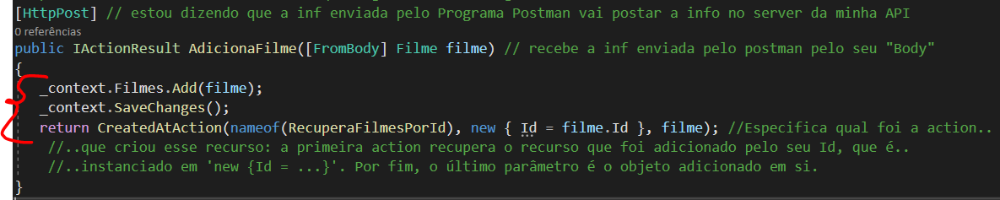 [HttpPost] // estou dizendo que a inf enviada pelo Programa Postman vai postar a info no server da minha API
0 referências
public IActionResult AdicionaFilme([FromBody] Filme filme) // recebe a inf enviada pelo postman pelo seu "Body"
{
_context.Filmes.Add(filme);
_context.SaveChanges();
return CreatedAtAction(nameof(RecuperaFilmesPorId), new { Id = filme.Id }, filme); //Especifica qual foi a action..
//..que criou esse recurso: a primeira action recupera o recurso que foi adicionado pelo seu Id, que é..
//..instanciado em 'new {Id = ...}'. Por fim, o último parâmetro é o objeto adicionado em si.
}